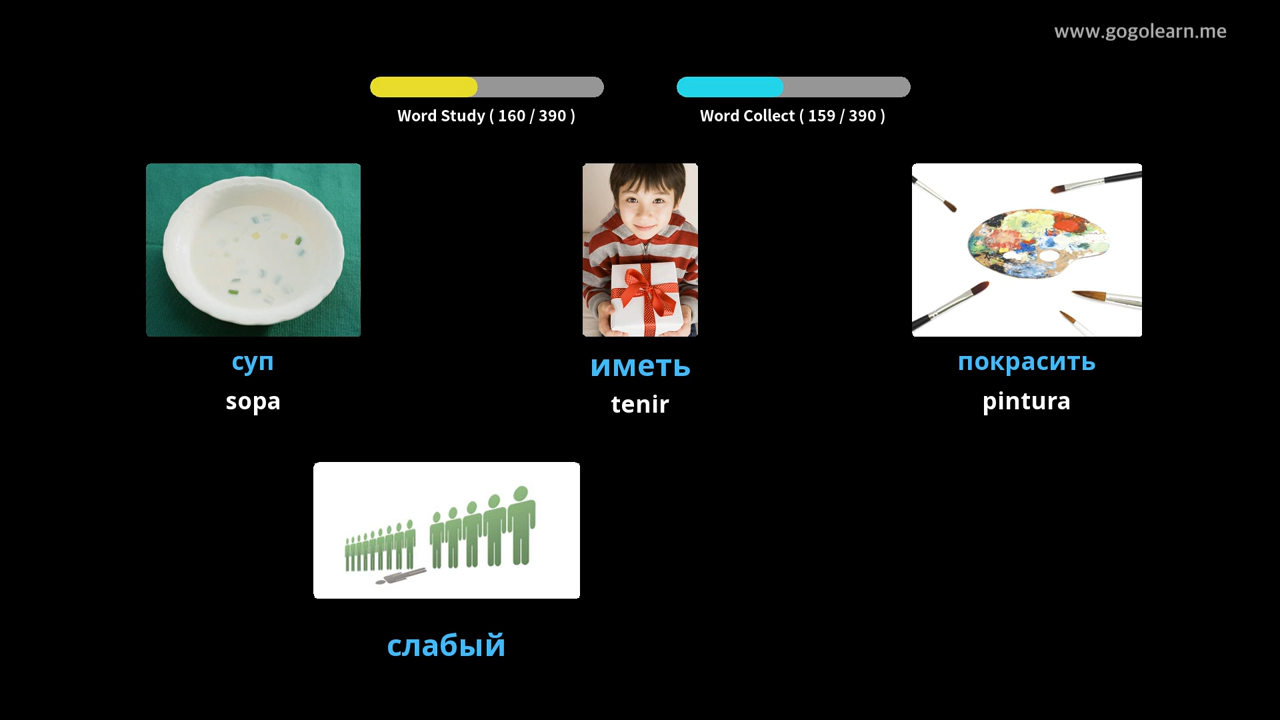 www.gogolearn.me
Word Study ( 160 / 390 )
Word Collect ( 159 / 390 )
суп
иметь
покрасить
sopa
tenir
pintura
слабый